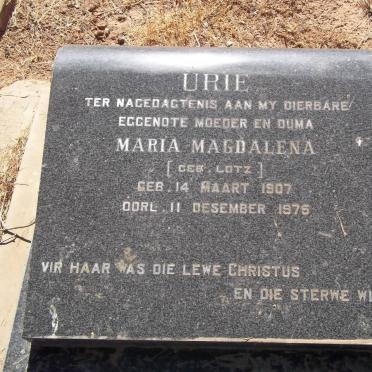 URIE
TER NAGEDAGTENIS AAN MY DIERBARE
EGGENOTE MOEDER EN OUMA
MARIA MAGDALENA
[GEB. LOTZ]
GEB. 14 MAART 1907
OORL. 11 DESEMBER 1976
VIR HAAR WAS DIE LEWE CHRISTUS
EN DIE STERWE